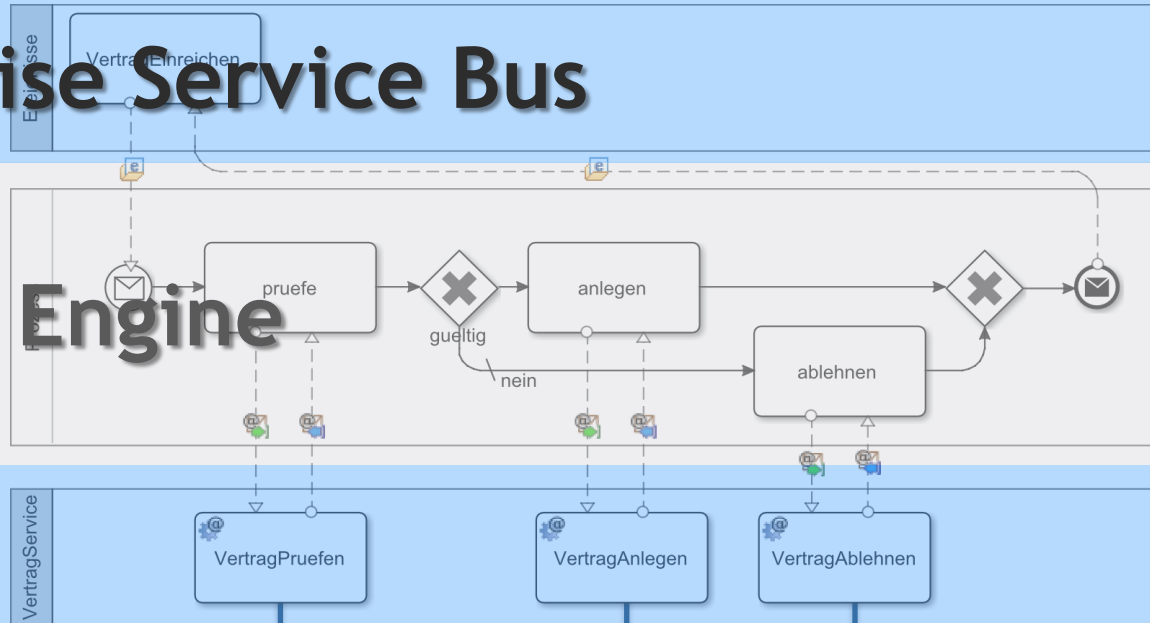 VertragEinreichen
ise Service Bus
pruefe
anlegen
Engine
gueltig
ablehnen
nein
VertragService
VertragPruefen
VertragAnlegen
VertragAblehnen